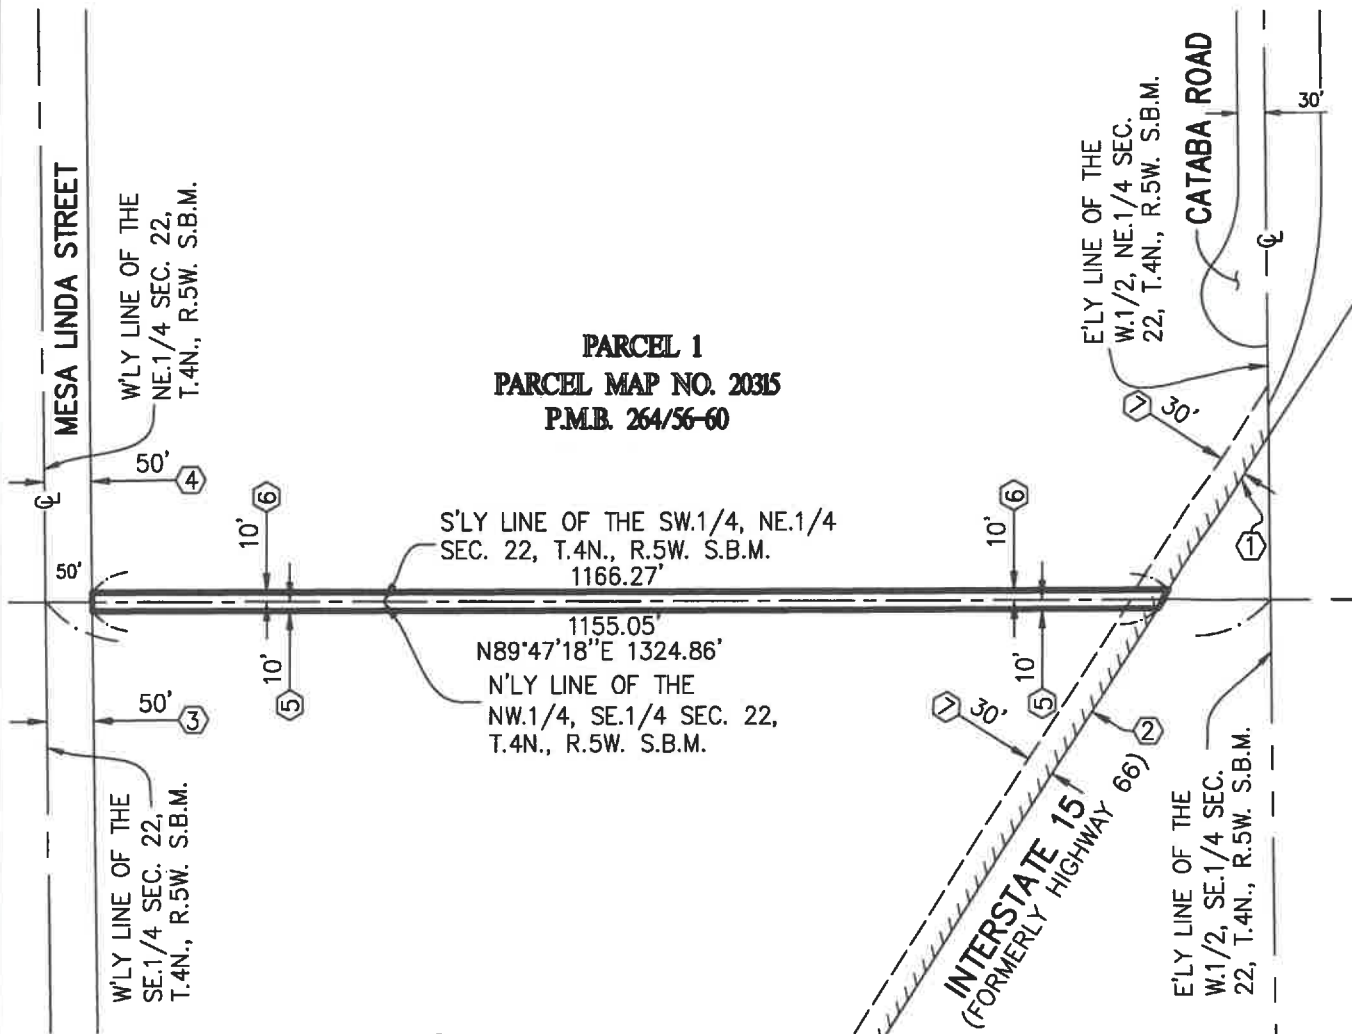 MESA LINDA STREET
W'LY LINE OF THE
NE.1/4 SEC. 22,
T.4N., R.5W. S.B.M.
50'
4
℄
50'
PARCEL 1
PARCEL MAP NO. 20315
P.M.B. 264/56-60
CATABA ROAD
30'
E'LY LINE OF THE
W.1/2, NE.1/4 SEC.
22, T.4N., R.5W. S.B.M.
℄
7
30'
1
6
10'
S'LY LINE OF THE SW.1/4, NE.1/4
SEC. 22, T.4N., R.5W. S.B.M.
6
10'
1166.27'
1155.05'
N89°47'18"E 1324.86'
N'LY LINE OF THE
NW.1/4, SE.1/4 SEC. 22,
T.4N., R.5W. S.B.M.
10'
5
10'
5
50'
3
W'LY LINE OF THE
SE.1/4 SEC. 22,
T.4N., R.5W. S.B.M.
7
30'
2
INTERSTATE 15
(FORMERLY HIGHWAY 66)
E'LY LINE OF THE
W.1/2, SE.1/4 SEC.
22, T.4N., R.5W. S.B.M.